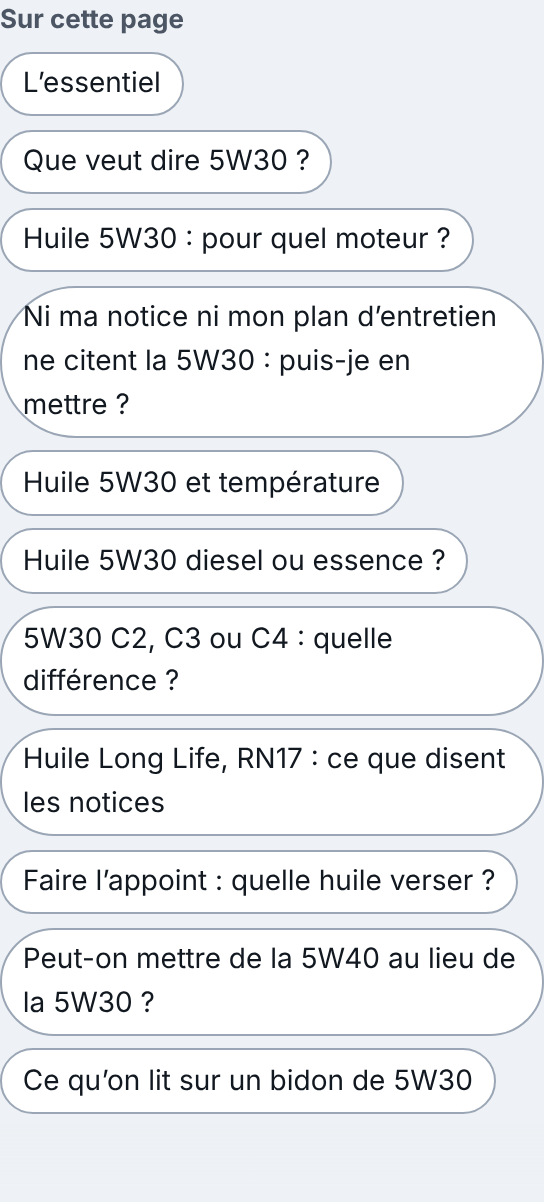 Sur cette page
L’essentiel
Que veut dire 5W30 ?
Huile 5W30 : pour quel moteur ?
Ni ma notice ni mon plan d’entretien
ne citent la 5W30 : puis-je en
mettre ?
Huile 5W30 et température
Huile 5W30 diesel ou essence ?
5W30 C2, C3 ou C4 : quelle
différence ?
Huile Long Life, RN17 : ce que disent
les notices
Faire l’appoint : quelle huile verser ?
Peut-on mettre de la 5W40 au lieu de
la 5W30 ?
Ce qu’on lit sur un bidon de 5W30